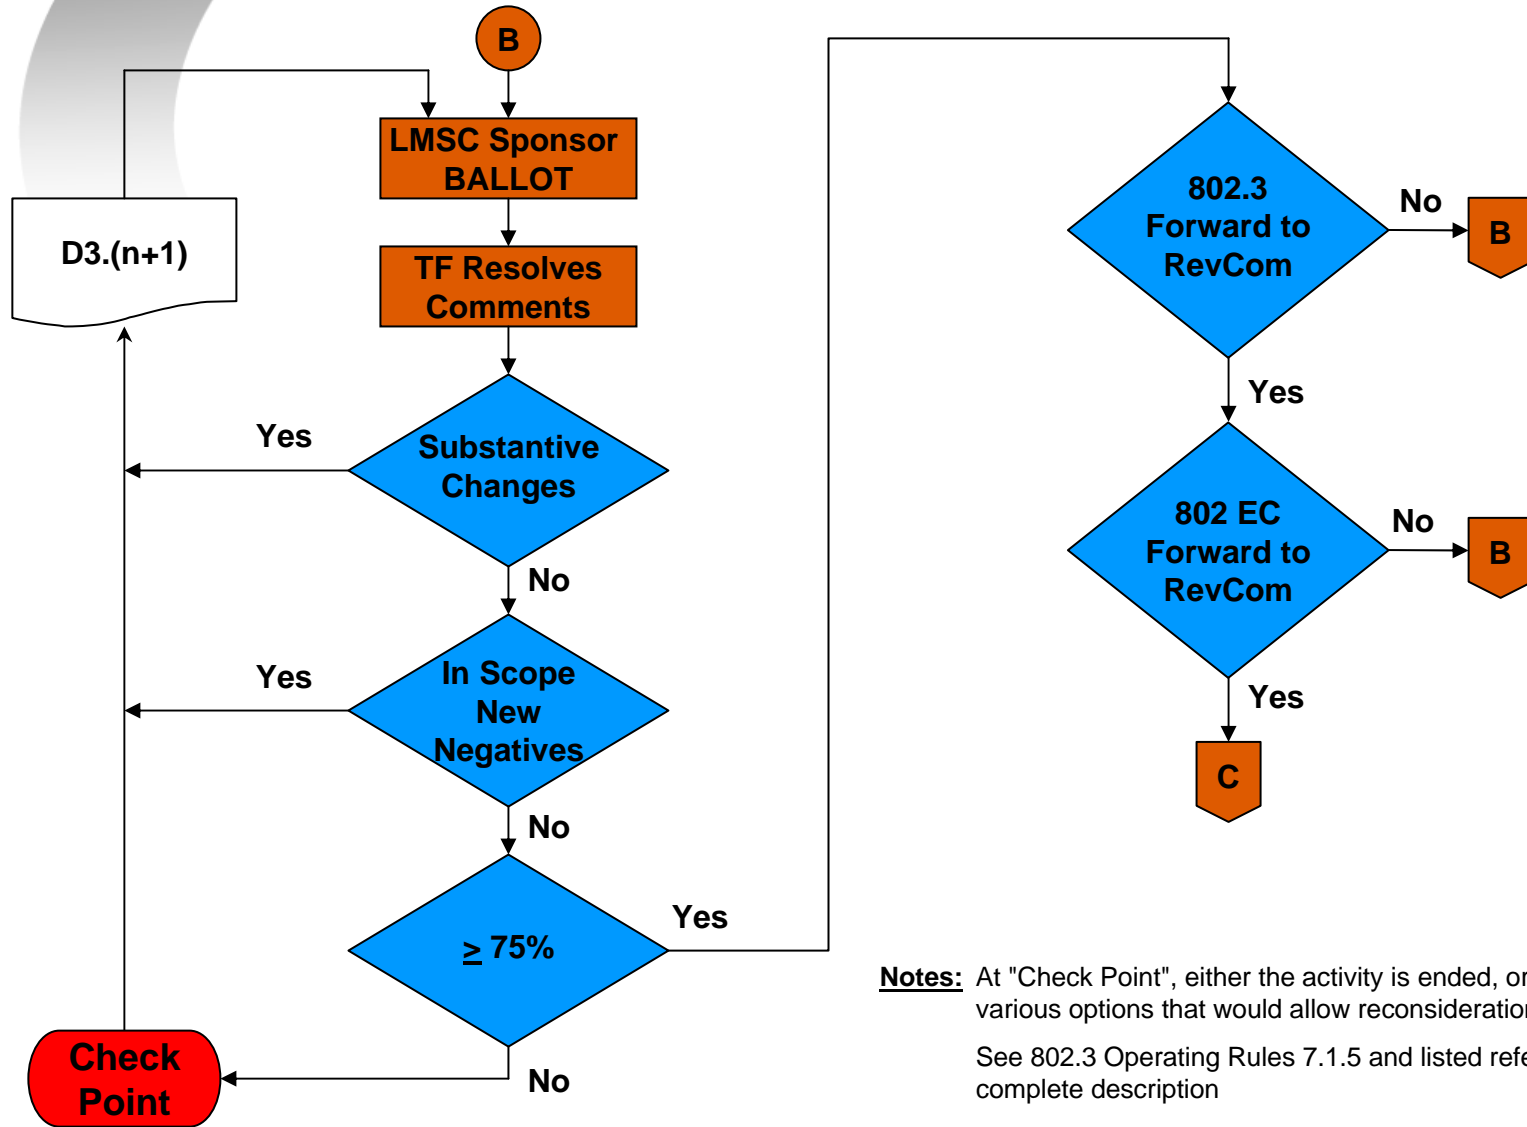 B
LMSC Sponsor
BALLOT
D3.(n+1)
TF Resolves
Comments
Yes
Substantive
Changes
No
Yes
In Scope
New
Negatives
No
Yes
≥ 75%
No
Check
Point
802.3
Forward to
RevCom
No
B
Yes
802 EC
Forward to
RevCom
No
B
Yes
C
Notes: At "Check Point", either the activity is ended, or
various options that would allow reconsideration
See 802.3 Operating Rules 7.1.5 and listed refe
complete description